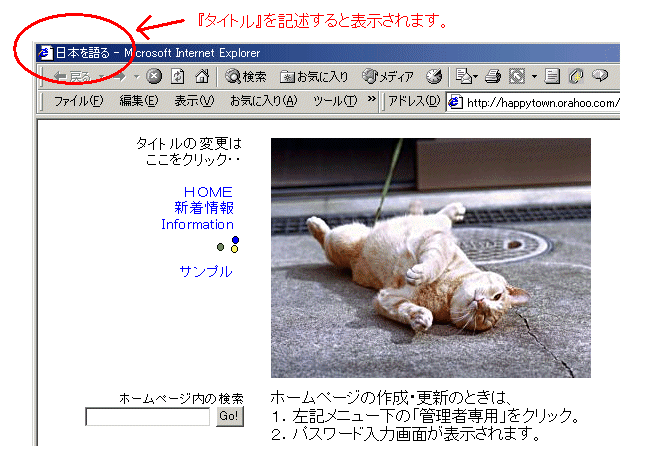 『タイトル』を記述すると表示されます。
日本を語る - Microsoft Internet Explorer
戻る 検索 お気に入り メディア
ファイル(F) 編集(E) 表示(V) お気に入り(A) ツール(T) » アドレス(D) http://happytown.orahoo.com/
タイトルの変更は
ここをクリック・・
HOME
新着情報
Information
サンプル
ホームページ内の検索
Go!
ホームページの作成・更新のときは、
1. 左記メニュー下の「管理者専用」をクリック。
2. パスワード入力画面が表示されます。